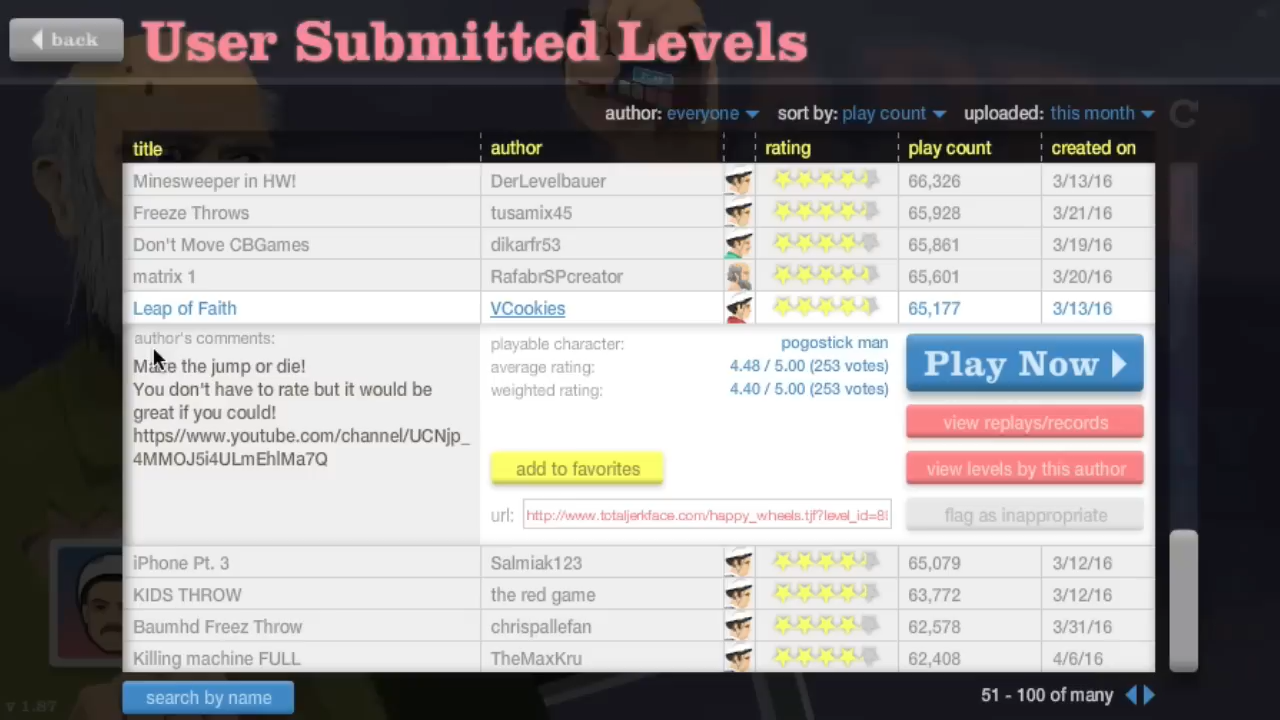 back
User Submitted Levels
author: everyone sort by: play count uploaded: this month
title author rating play count created on
Minesweeper in HW! DerLevelbauer 66,326 3/13/16
Freeze Throws tusamix45 65,928 3/21/16
Don't Move CBGames dikarfr53 65,861 3/19/16
matrix 1 RafabrSPcreator 65,601 3/20/16
Leap of Faith VCookies 65,177 3/13/16
author's comments:
Make the jump or die!
You don't have to rate but it would be
great if you could!
https//www.youtube.com/channel/UCNjp_
4MMOJ5i4ULmEhlMa7Q
playable character: pogostick man
average rating: 4.48 / 5.00 (253 votes)
weighted rating: 4.40 / 5.00 (253 votes)
add to favorites
url: http://www.totaljerkface.com/happy_wheels.tjf?level_id=8
Play Now
view replays/records
view levels by this author
flag as inappropriate
iPhone Pt. 3 Salmiak123 65,079 3/12/16
KIDS THROW the red game 63,772 3/12/16
Baumhd Freez Throw chrispallefan 62,578 3/31/16
Killing machine FULL TheMaxKru 62,408 4/6/16
search by name
51 - 100 of many
v 1.87